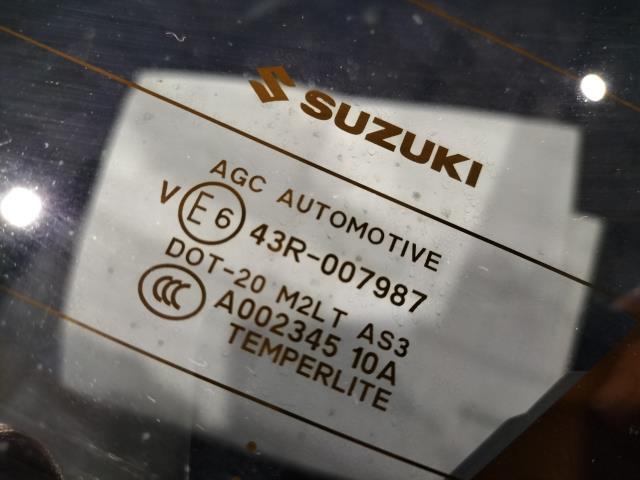 SUZUKI
AGC AUTOMOTIVE
V E6 43R-007987
DOT-20 M2LT AS3
CCC A002345 10A
TEMPERLITE